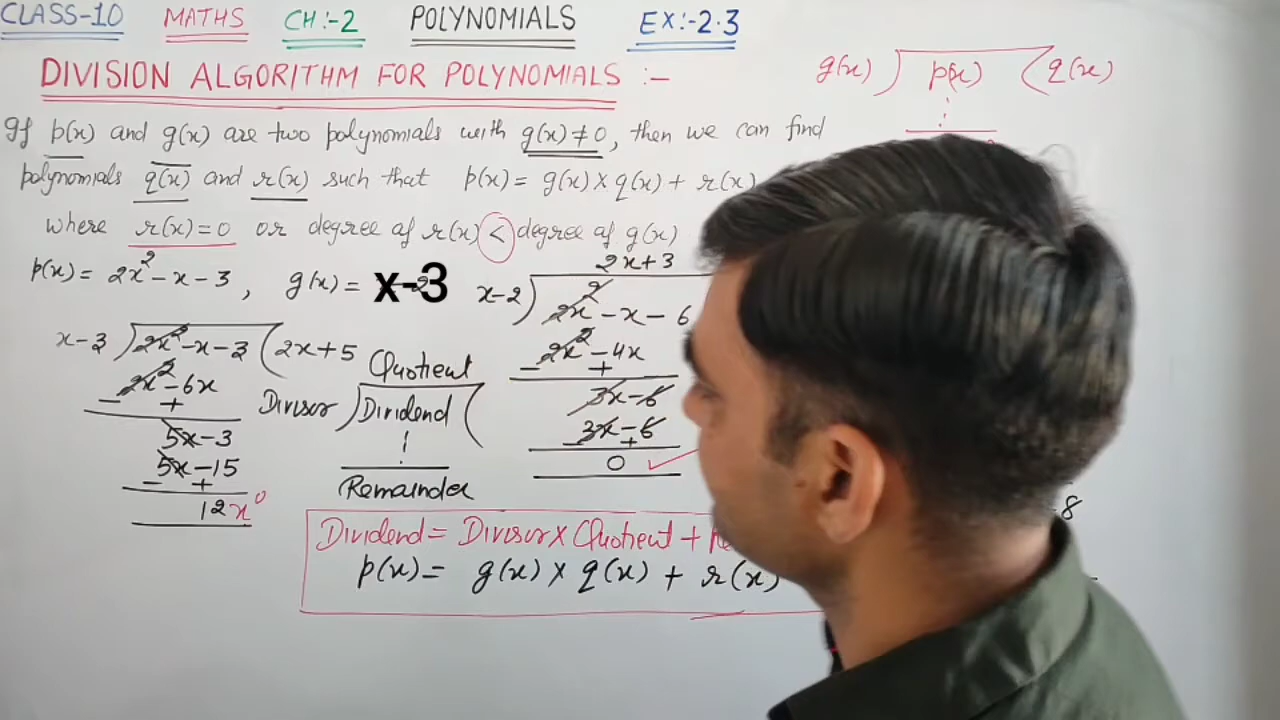 CLASS-10 MATHS CH:-2 POLYNOMIALS EX:-2.3
DIVISION ALGORITHM FOR POLYNOMIALS :-
If p(x) and g(x) are two polynomials with g(x) ≠ 0, then we can find
polynomials q(x) and r(x) such that p(x) = g(x) × q(x) + r(x)
where r(x) = 0 or degree of r(x) < degree of g(x)
g(x) ) p(x) ( q(x)
p(x) = 2x² - x - 3 , g(x) = x-3
x-3 ) 2x² - x - 3 ( 2x+5
2x² - 6x
- +
5x - 3
5x - 15
- +
12x⁰
Quotient
Divisor ) Dividend (
Remainder
2x+3
x-2 ) 2x² - x - 6
2x² - 4x
- +
3x - 6
3x - 6
- +
0 ✓
-8
Dividend = Divisor × Quotient +
p(x) = g(x) × q(x) + r(x)